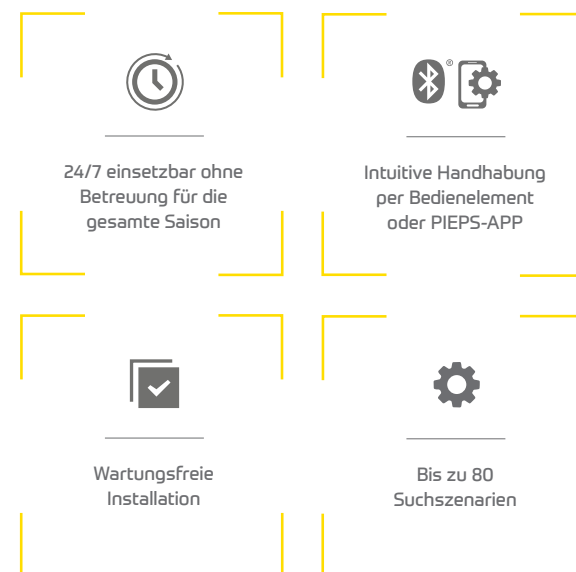 24/7 einsetzbar ohne
Betreuung für die
gesamte Saison
®
Intuitive Handhabung
per Bedienelement
oder PIEPS-APP
Wartungsfreie
Installation
Bis zu 80
Suchszenarien